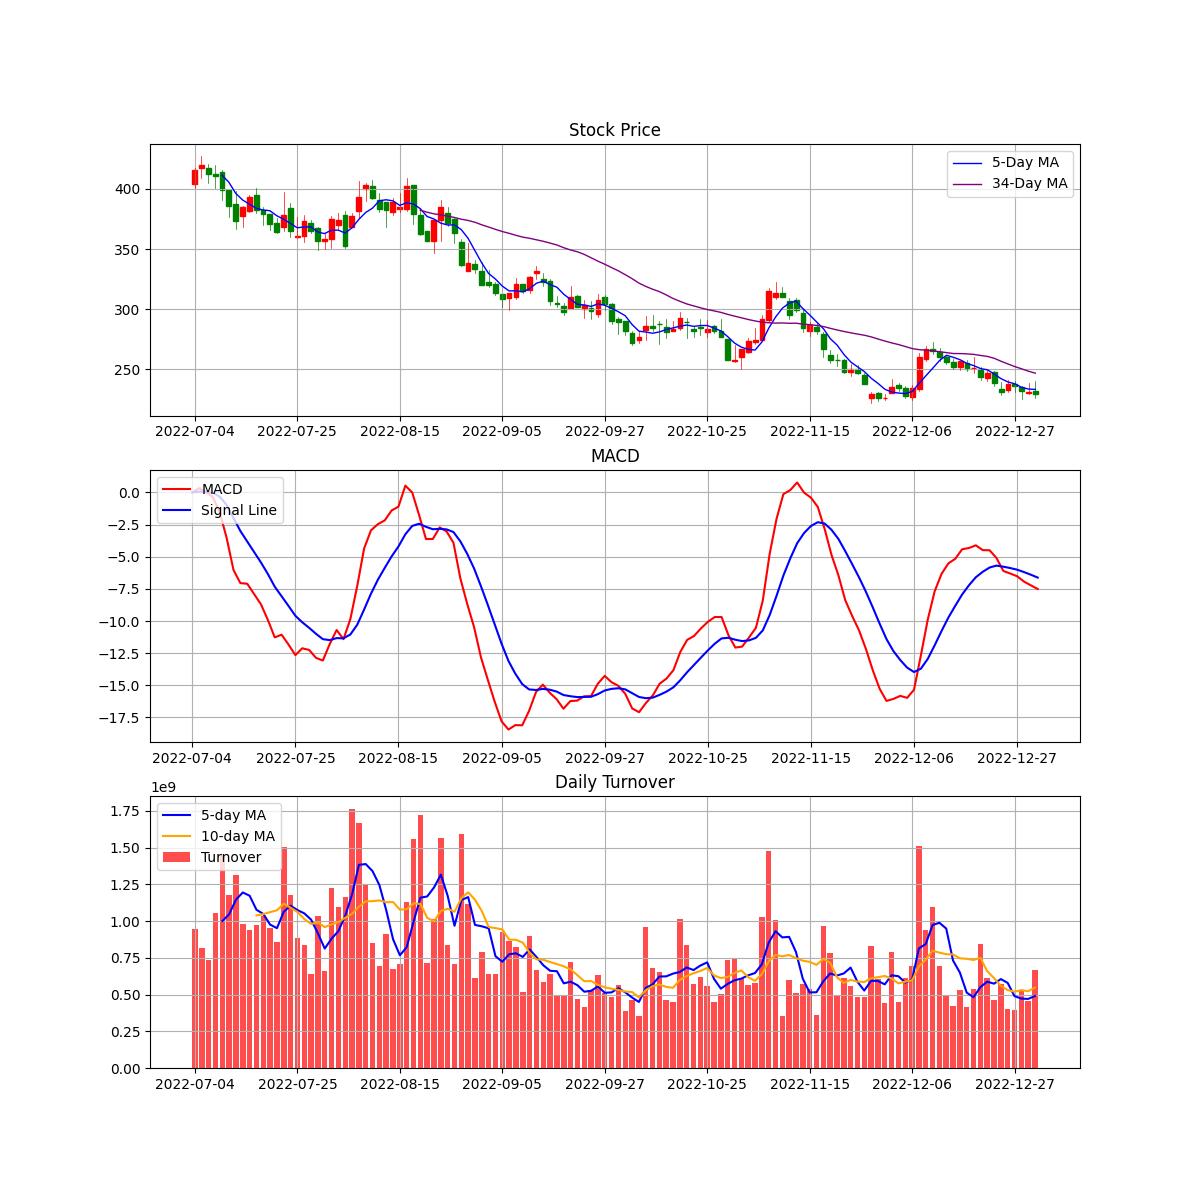 Stock Price
5-Day MA
34-Day MA
400
350
300
250
2022-07-04 2022-07-25 2022-08-15 2022-09-05 2022-09-27 2022-10-25 2022-11-15 2022-12-06 2022-12-27
MACD
MACD
Signal Line
0.0
−2.5
−5.0
−7.5
−10.0
−12.5
−15.0
−17.5
2022-07-04 2022-07-25 2022-08-15 2022-09-05 2022-09-27 2022-10-25 2022-11-15 2022-12-06 2022-12-27
Daily Turnover
1e9
5-day MA
10-day MA
Turnover
1.75
1.50
1.25
1.00
0.75
0.50
0.25
0.00
2022-07-04 2022-07-25 2022-08-15 2022-09-05 2022-09-27 2022-10-25 2022-11-15 2022-12-06 2022-12-27